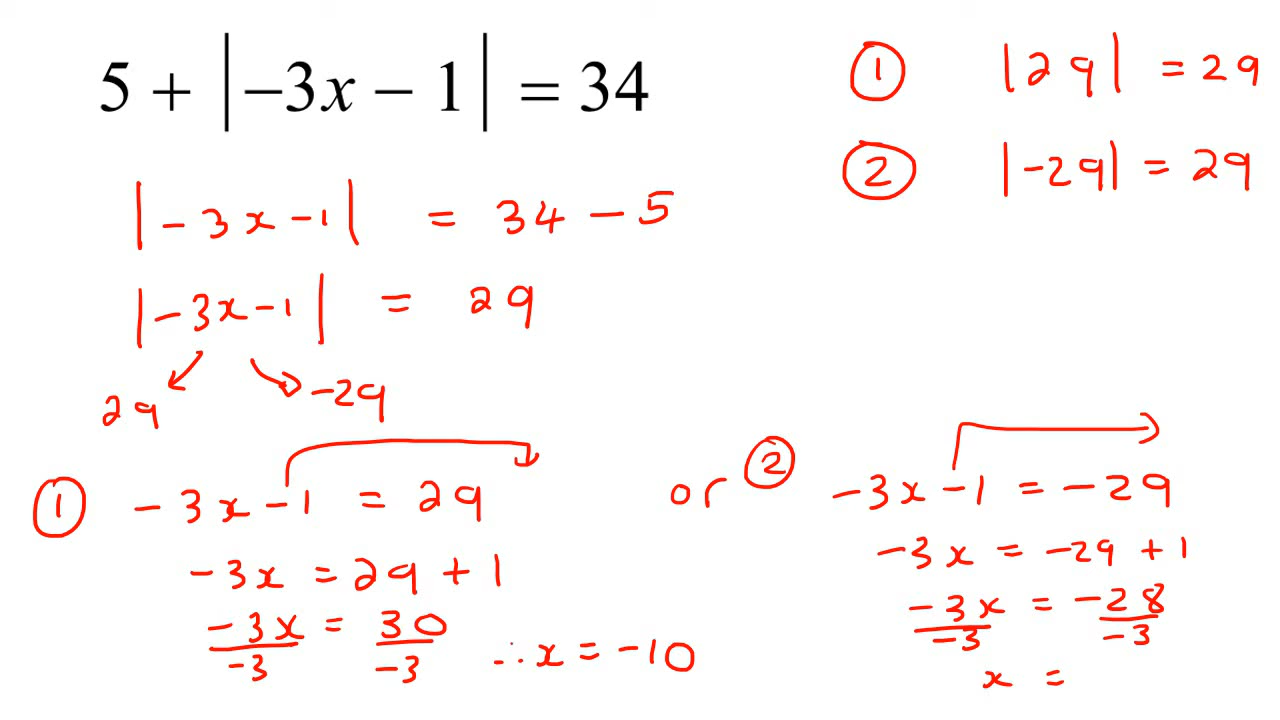 5 + |−3x − 1| = 34
|−3x−1| = 34 − 5
|−3x−1| = 29
29
−29
① |29| = 29
② |−29| = 29
① −3x−1 = 29
−3x = 29 + 1
−3x = 30
−3 −3
∴ x = −10
or
② −3x−1 = −29
−3x = −29 + 1
−3x = −28
−3 −3
x =